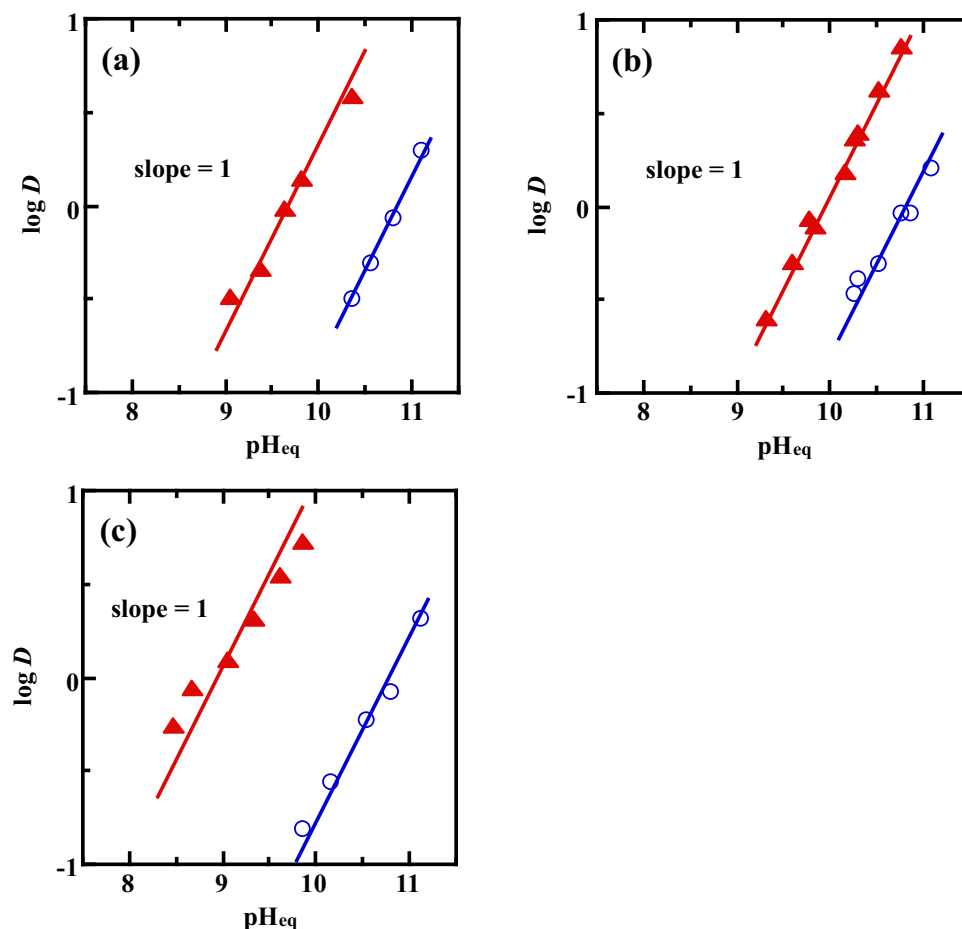 (a)
1
0
-1
log D
slope = 1
8 9 10 11
pHeq
(b)
1
0
-1
log D
slope = 1
8 9 10 11
pHeq
(c)
1
0
-1
log D
slope = 1
8 9 10 11
pHeq